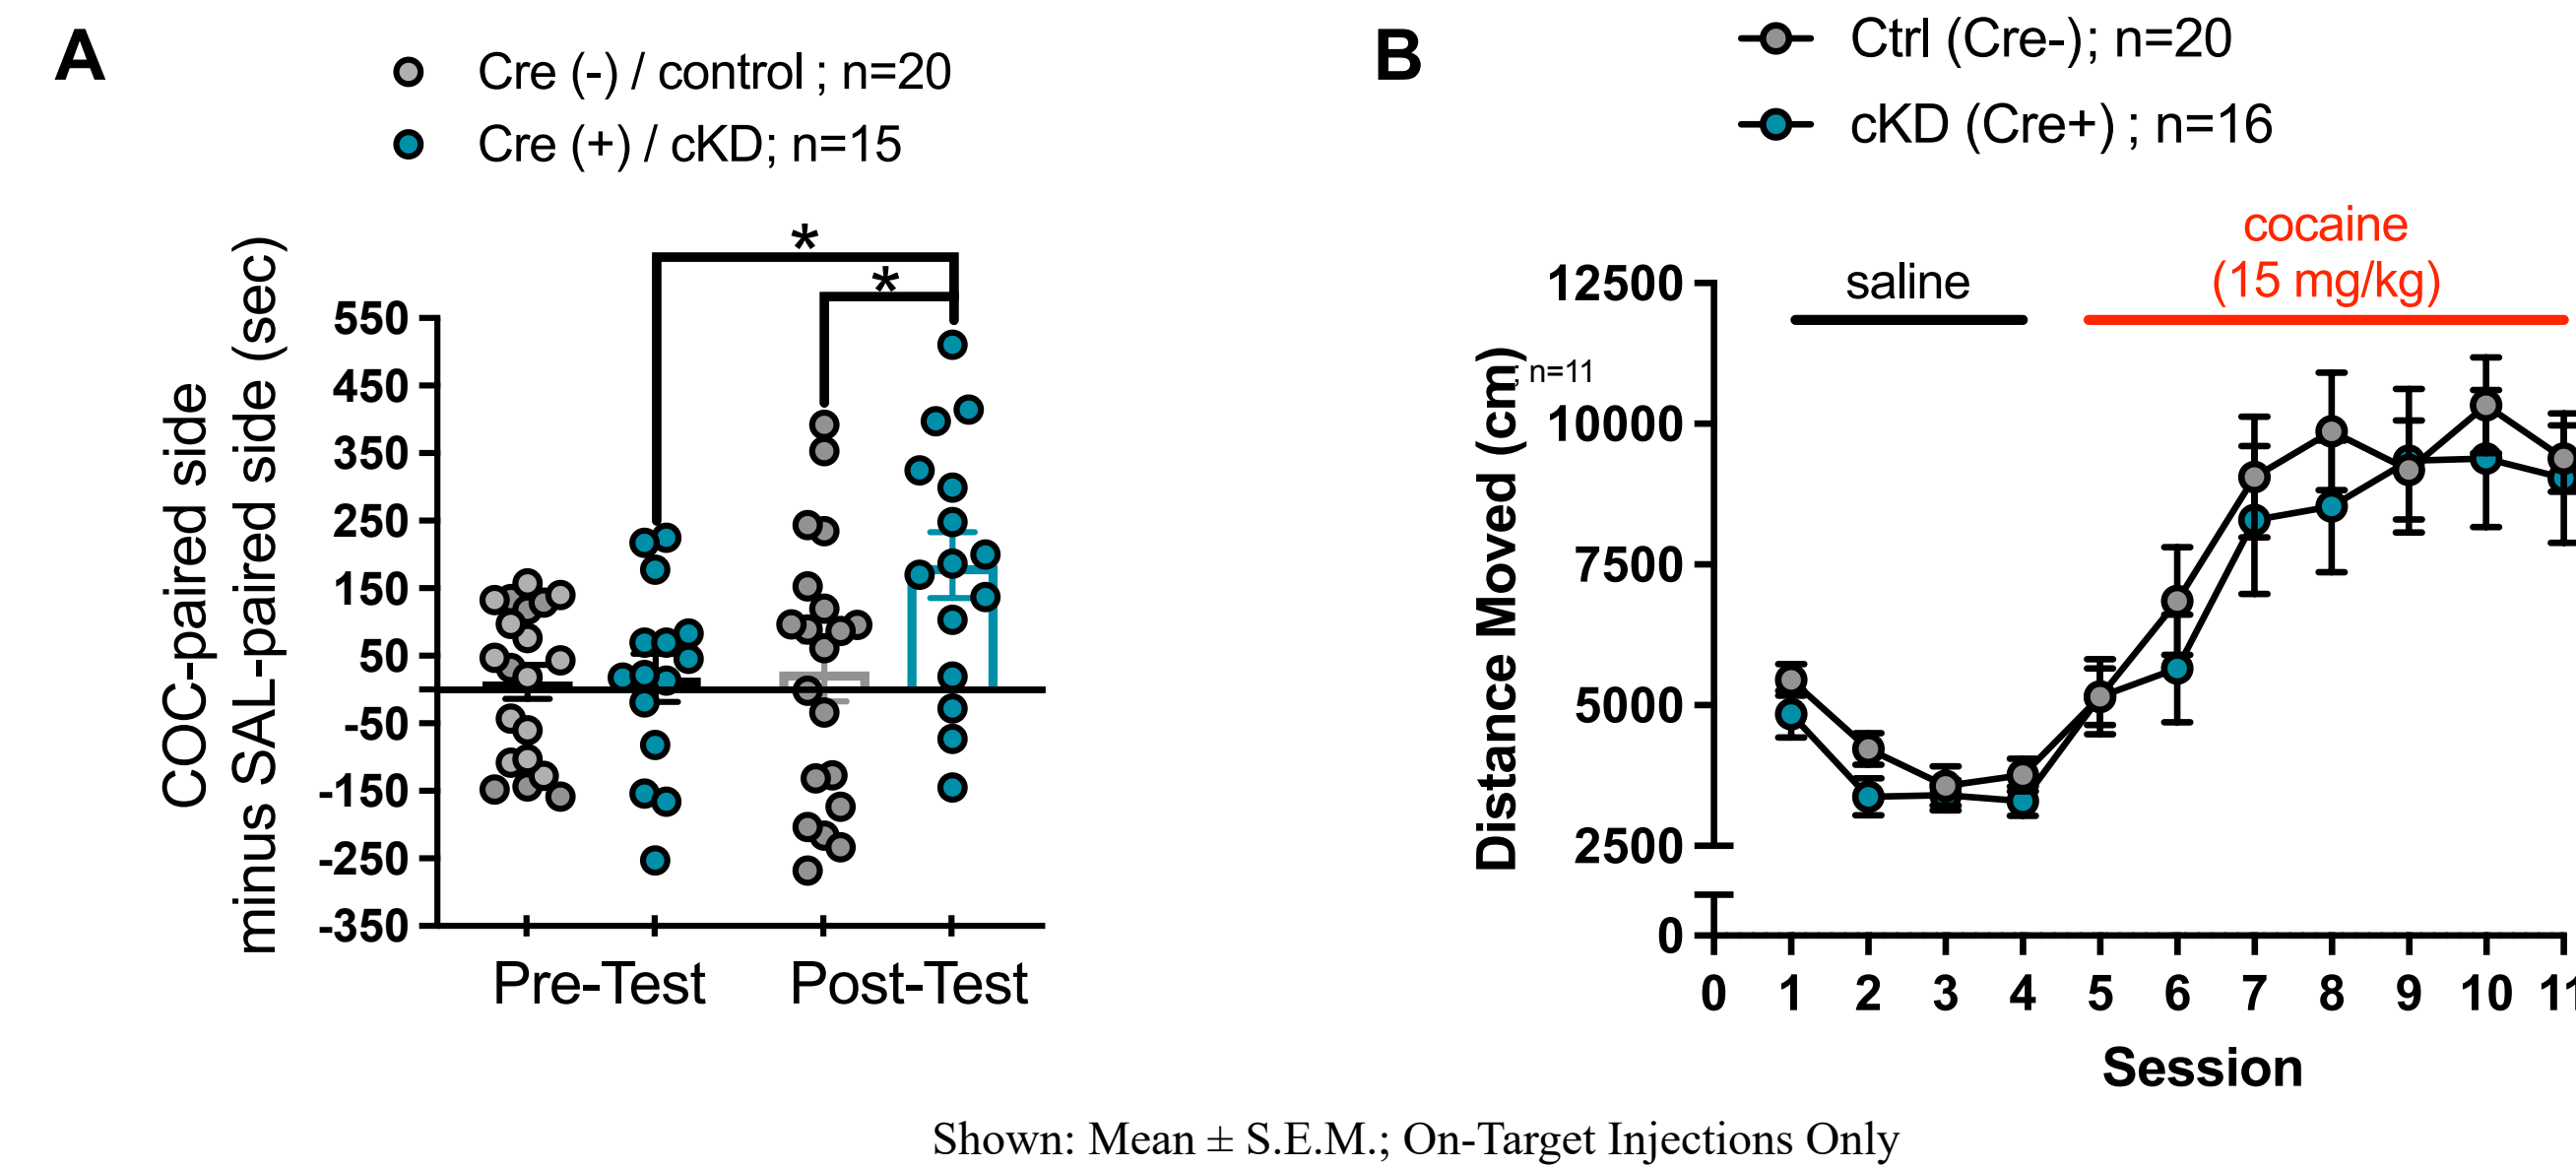 A
Cre (-) / control ; n=20
Cre (+) / cKD; n=15
*
*
COC-paired side
minus SAL-paired side (sec)
550
450
350
250
150
50
-50
-150
-250
-350
Pre-Test
Post-Test
B
Ctrl (Cre-); n=20
cKD (Cre+) ; n=16
saline
cocaine
(15 mg/kg)
Distance Moved (cm)
; n=11
12500
10000
7500
5000
2500
0
0 1 2 3 4 5 6 7 8 9 10 11
Session
Shown: Mean ± S.E.M.; On-Target Injections Only